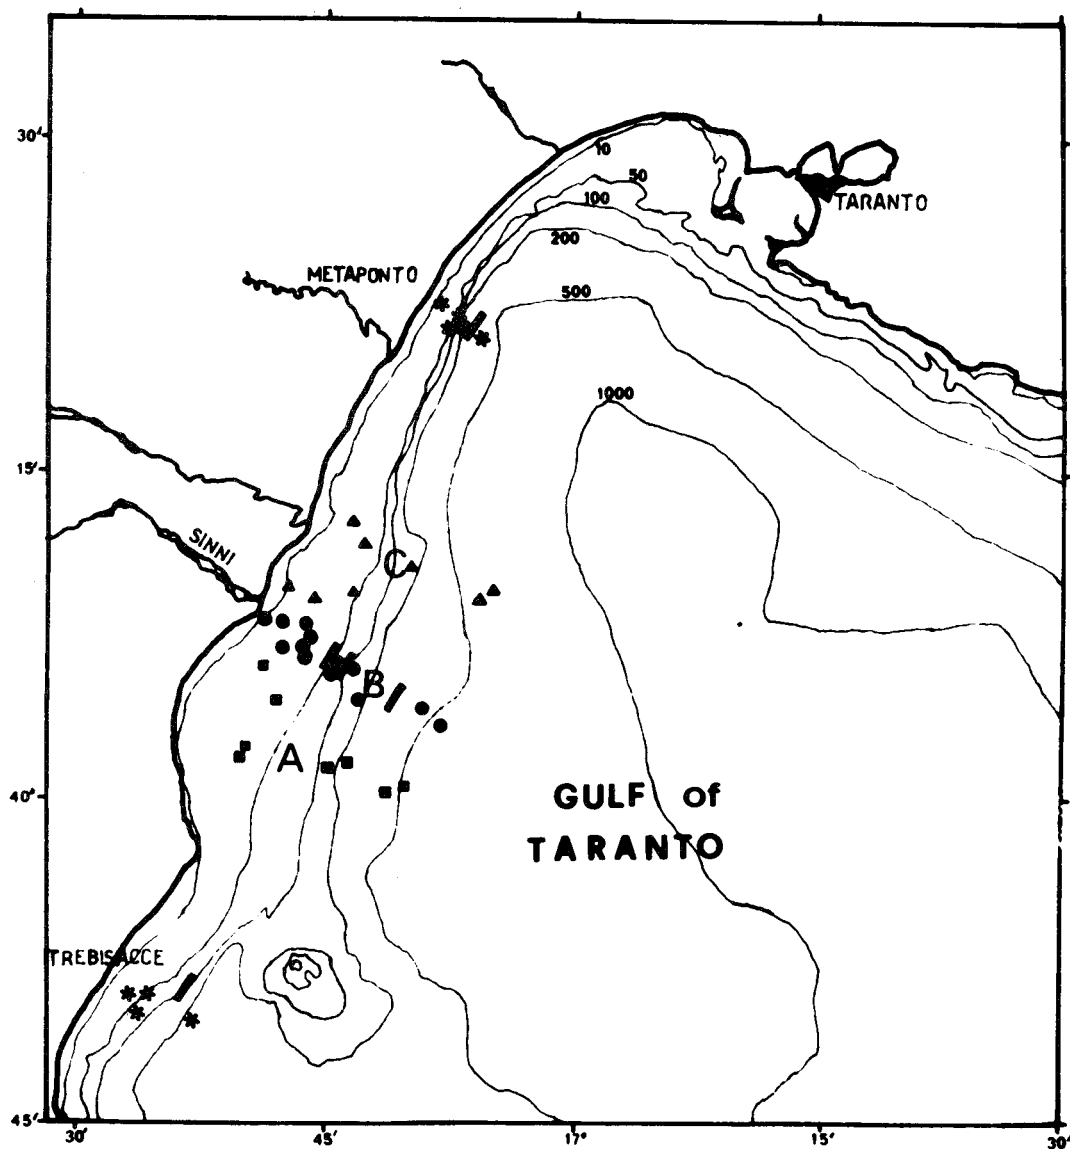 30'
10
50
TARANTO
100
200
METAPONTO
500
1000
15'
SINNI
C
B
A
40°
GULF of
TARANTO
TREBISACCE
45'
30'
45'
17°
15'
30'